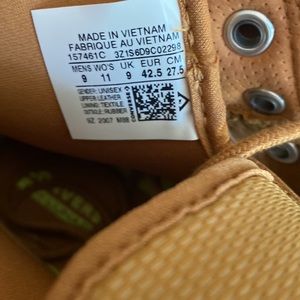 MADE IN VIETNAM
FABRIQUE AU VIETNAM
157461C 3Z1S6D9C02298
MENS WO'S UK EUR CM
9 11 9 42.5 27.5
GENDER: UNISEX
UPPER: LEATHER
LINING: TEXTILE
OUTSOLE: RUBBER
CONVERSE